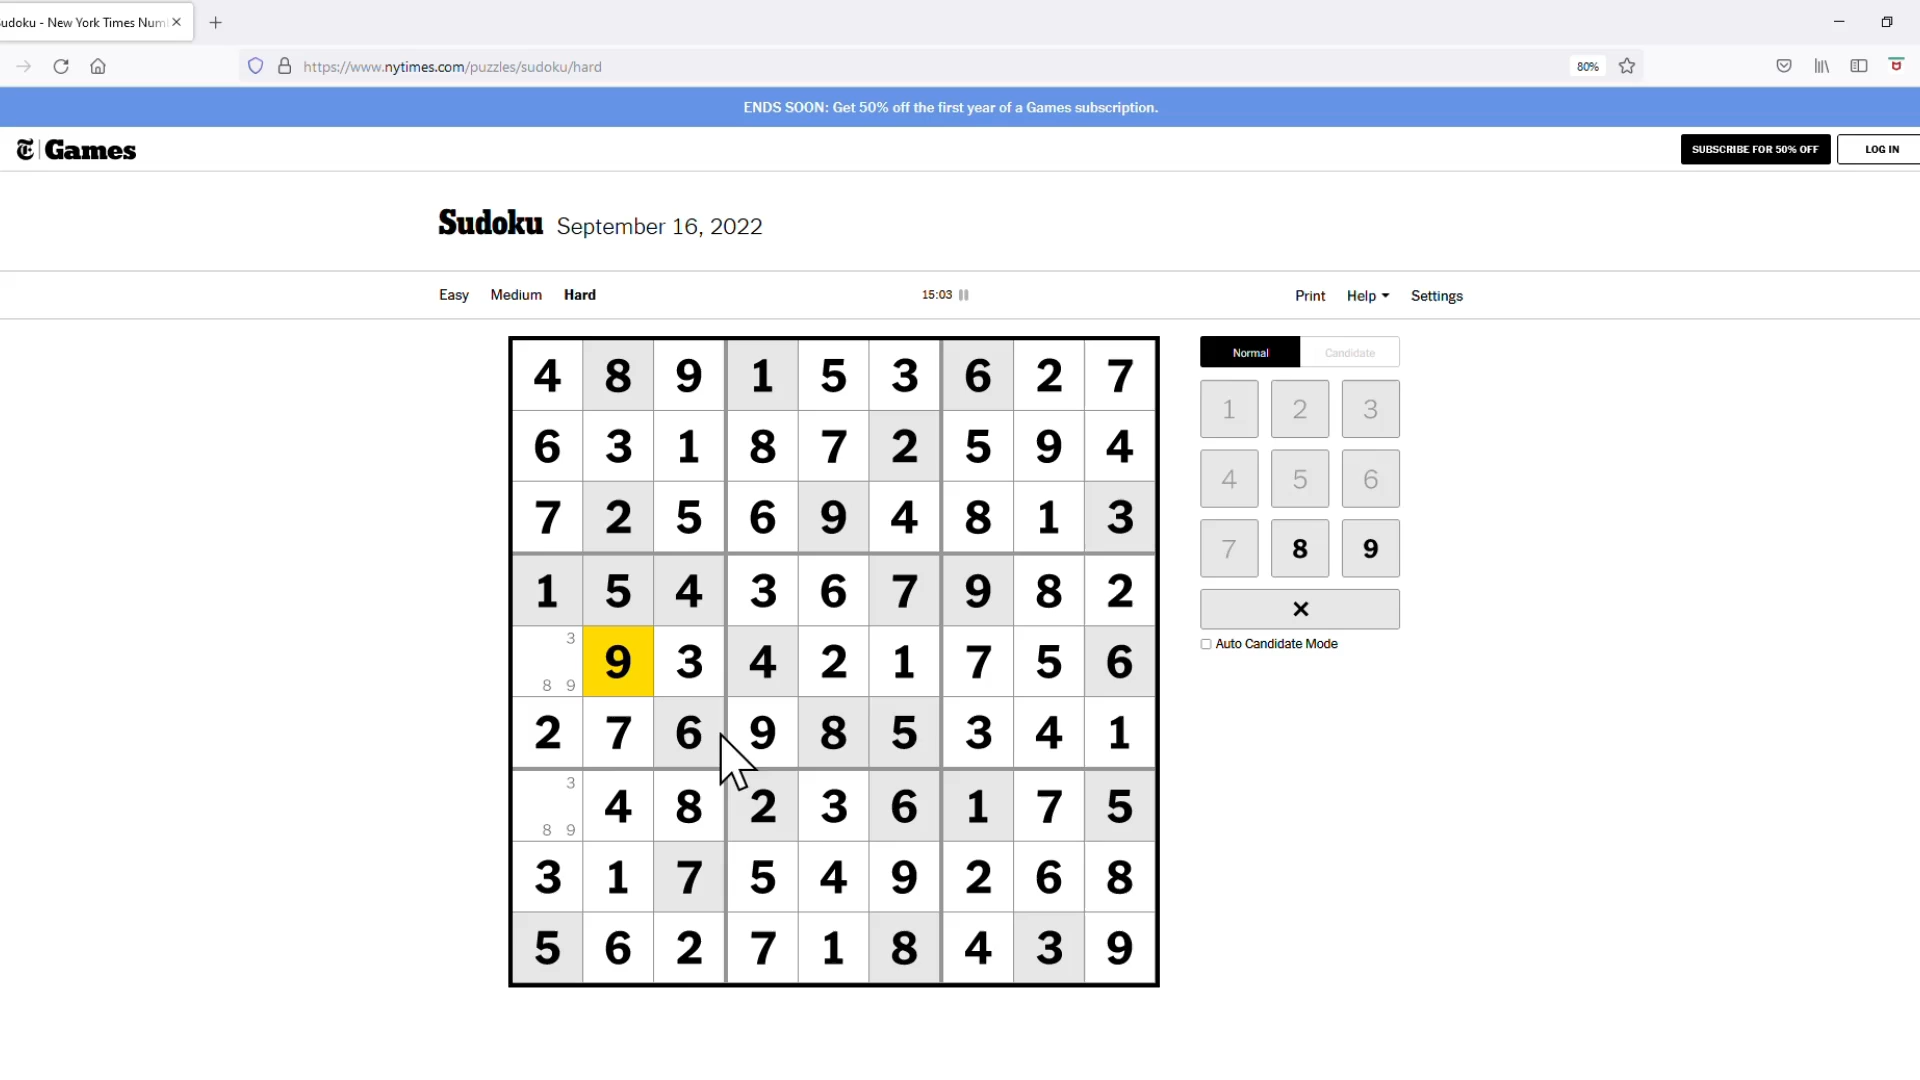 udoku - New York Times Num
https://www.nytimes.com/puzzles/sudoku/hard
80%
ENDS SOON: Get 50% off the first year of a Games subscription.
T Games
SUBSCRIBE FOR 50% OFF
LOG IN
Sudoku September 16, 2022
Easy Medium Hard
15:03
Print Help Settings
4 8 9 1 5 3 6 2 7
6 3 1 8 7 2 5 9 4
7 2 5 6 9 4 8 1 3
1 5 4 3 6 7 9 8 2
3
8 9
9 3 4 2 1 7 5 6
2 7 6 9 8 5 3 4 1
3
8 9
4 8 2 3 6 1 7 5
3 1 7 5 4 9 2 6 8
5 6 2 7 1 8 4 3 9
Normal Candidate
1 2 3
4 5 6
7 8 9
Auto Candidate Mode